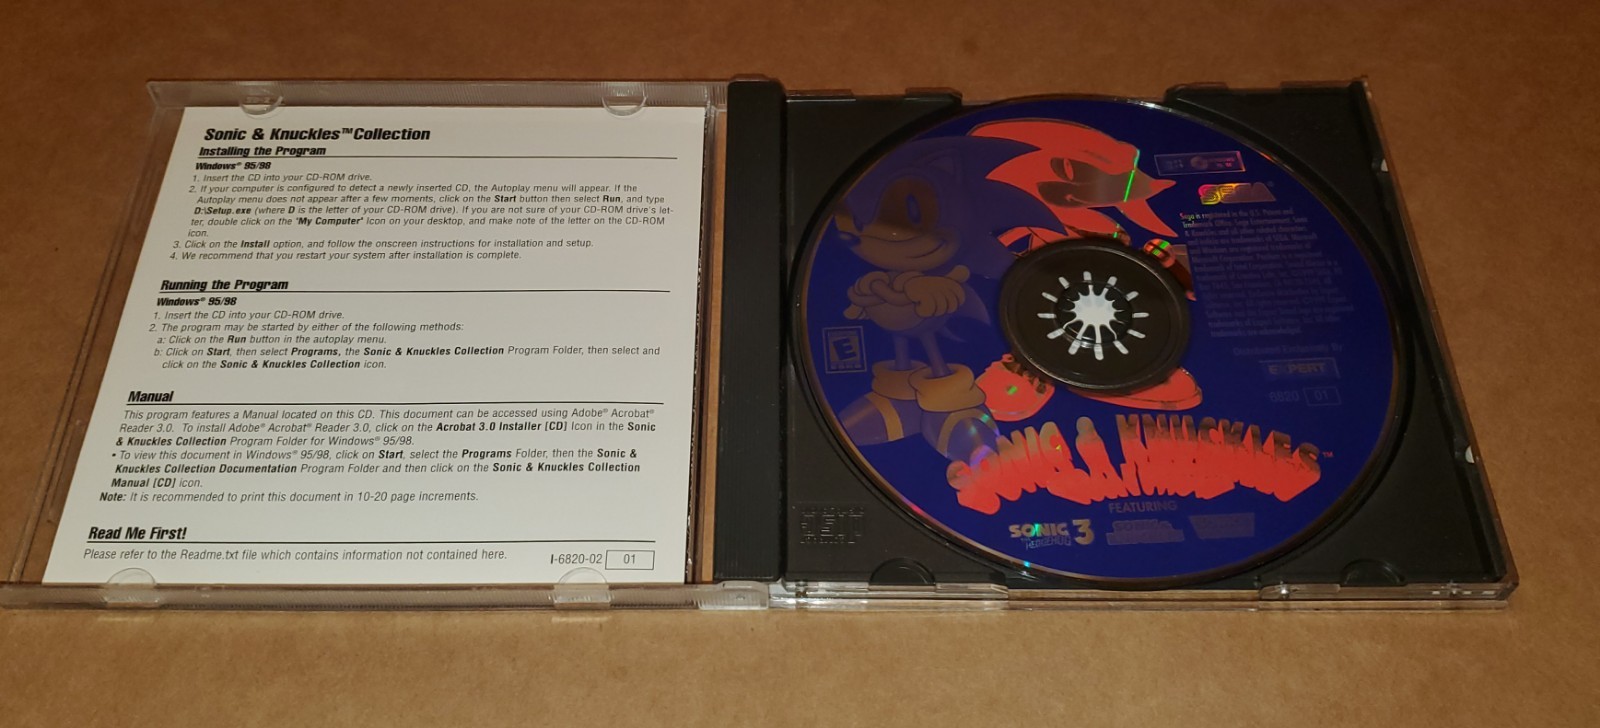 Sonic & Knuckles™ Collection
Installing the Program
Windows® 95/98
1. Insert the CD into your CD-ROM drive.
2. If your computer is configured to detect a newly inserted CD, the Autoplay menu will appear. If the
Autoplay menu does not appear after a few moments, click on the Start button then select Run, and type
D:\Setup.exe (where D is the letter of your CD-ROM drive). If you are not sure of your CD-ROM drive's let-
ter, double click on the "My Computer" Icon on your desktop, and make note of the letter on the CD-ROM
icon.
3. Click on the Install option, and follow the onscreen instructions for installation and setup.
4. We recommend that you restart your system after installation is complete.
Running the Program
Windows® 95/98
1. Insert the CD into your CD-ROM drive.
2. The program may be started by either of the following methods:
a: Click on the Run button in the autoplay menu.
b: Click on Start, then select Programs, the Sonic & Knuckles Collection Program Folder, then select and
click on the Sonic & Knuckles Collection icon.
Manual
This program features a Manual located on this CD. This document can be accessed using Adobe® Acrobat®
Reader 3.0. To install Adobe® Acrobat® Reader 3.0, click on the Acrobat 3.0 Installer [CD] Icon in the Sonic
& Knuckles Collection Program Folder for Windows® 95/98.
• To view this document in Windows® 95/98, click on Start, select the Programs Folder, then the Sonic &
Knuckles Collection Documentation Program Folder and then click on the Sonic & Knuckles Collection
Manual [CD] icon.
Note: It is recommended to print this document in 10-20 page increments.
Read Me First!
Please refer to the Readme.txt file which contains information not contained here.
I-6820-02 01
SEGA®
Sega is registered in the U.S. Patent and
E
Distributed Exclusively By
EXPERT
6820 01
SONIC & KNUCKLES™
FEATURING
SONIC THE HEDGEHOG 3